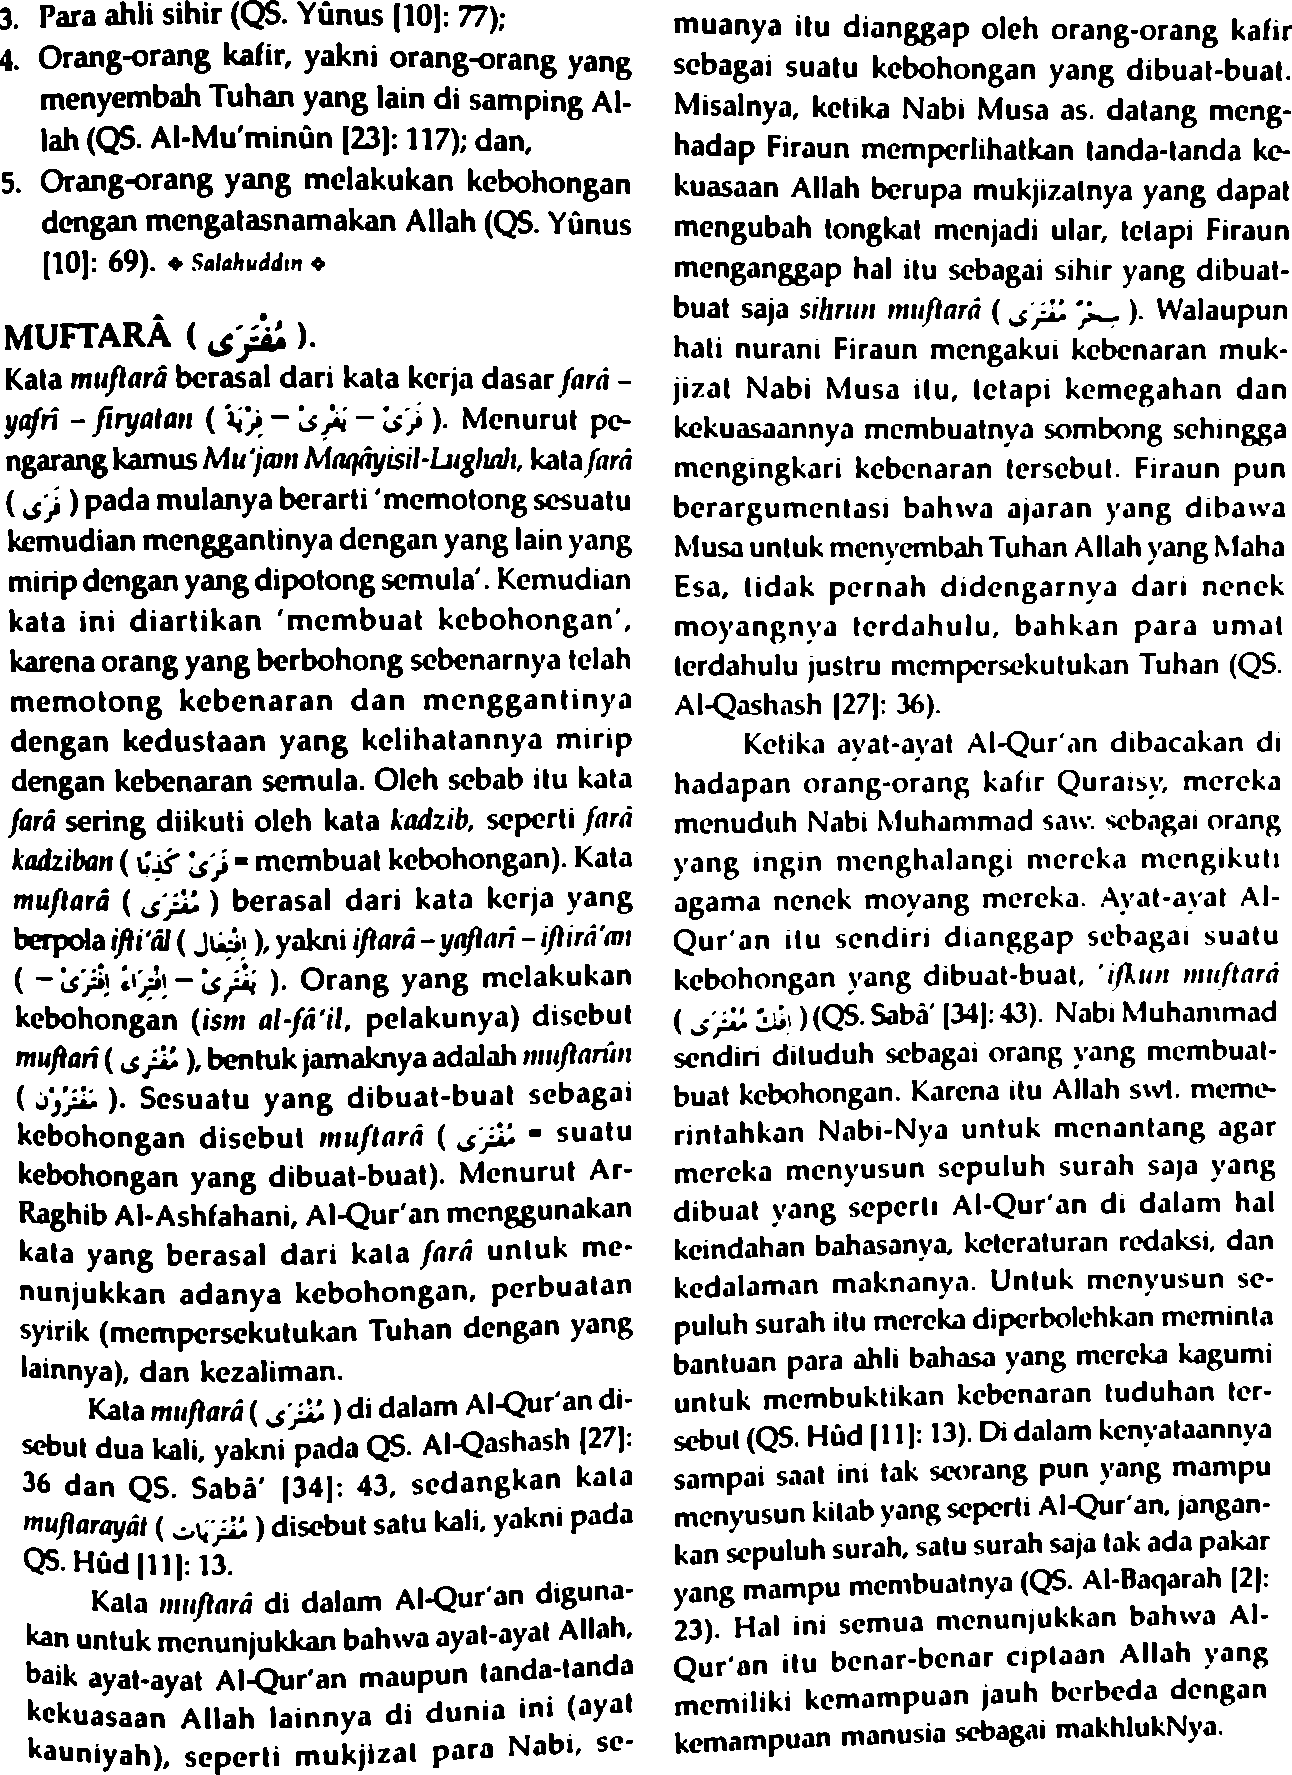 3. Para ahli sihir (QS. Yûnus [10]: 77);
4. Orang-orang kafir, yakni orang-orang yang
menyembah Tuhan yang lain di samping Al-
lah (QS. Al-Mu'minûn [23]: 117); dan,
5. Orang-orang yang melakukan kebohongan
dengan mengatasnamakan Allah (QS. Yûnus
[10]: 69). ◆ Salahuddin ◆
MUFTARÂ ( مُفْتَرَى ).
Kata muftarâ berasal dari kata kerja dasar farâ –
yafrî – firyatan ( فَرَىْ – يَفْرِىْ – فِرْيَةً ). Menurut pe-
ngarang kamus Mu'jam Maqâyisil-Lughah, kata farâ
( فَرَى ) pada mulanya berarti 'memotong sesuatu
kemudian menggantinya dengan yang lain yang
mirip dengan yang dipotong semula'. Kemudian
kata ini diartikan 'membuat kebohongan',
karena orang yang berbohong sebenarnya telah
memotong kebenaran dan menggantinya
dengan kedustaan yang kelihatannya mirip
dengan kebenaran semula. Oleh sebab itu kata
farâ sering diikuti oleh kata kadzib, seperti farâ
kadziban ( فَرَىْ كَذِبًا = membuat kebohongan). Kata
muftarâ ( مُفْتَرَى ) berasal dari kata kerja yang
berpola ifti'âl ( اِفْتِعَال ), yakni iftarâ – yaftarî – iftirâ'an
( اِفْتَرَىْ – يَفْتَرِىْ – اِفْتِرَاءً ). Orang yang melakukan
kebohongan (ism al-fâ'il, pelakunya) disebut
muftarî ( مُفْتَرِى ), bentuk jamaknya adalah muftarûn
( مُفْتَرُوْنَ ). Sesuatu yang dibuat-buat sebagai
kebohongan disebut muftarâ ( مُفْتَرَى = suatu
kebohongan yang dibuat-buat). Menurut Ar-
Raghib Al-Ashfahani, Al-Qur'an menggunakan
kata yang berasal dari kata farâ untuk me-
nunjukkan adanya kebohongan, perbuatan
syirik (mempersekutukan Tuhan dengan yang
lainnya), dan kezaliman.
Kata muftarâ ( مُفْتَرَى ) di dalam Al-Qur'an di-
sebut dua kali, yakni pada QS. Al-Qashash [27]:
36 dan QS. Sabâ' [34]: 43, sedangkan kata
muftarayât ( مُفْتَرَيَات ) disebut satu kali, yakni pada
QS. Hûd [11]: 13.
Kata muftarâ di dalam Al-Qur'an diguna-
kan untuk menunjukkan bahwa ayat-ayat Allah,
baik ayat-ayat Al-Qur'an maupun tanda-tanda
kekuasaan Allah lainnya di dunia ini (ayat
kauniyah), seperti mukjizat para Nabi, se-
muanya itu dianggap oleh orang-orang kafir
sebagai suatu kebohongan yang dibuat-buat.
Misalnya, ketika Nabi Musa as. datang meng-
hadap Firaun memperlihatkan tanda-tanda ke-
kuasaan Allah berupa mukjizatnya yang dapat
mengubah tongkat menjadi ular, tetapi Firaun
menganggap hal itu sebagai sihir yang dibuat-
buat saja sihrun muftarâ ( سِحْرٌ مُفْتَرَى ). Walaupun
hati nurani Firaun mengakui kebenaran muk-
jizat Nabi Musa itu, tetapi kemegahan dan
kekuasaannya membuatnya sombong sehingga
mengingkari kebenaran tersebut. Firaun pun
berargumentasi bahwa ajaran yang dibawa
Musa untuk menyembah Tuhan Allah yang Maha
Esa, tidak pernah didengarnya dari nenek
moyangnya terdahulu, bahkan para umat
terdahulu justru mempersekutukan Tuhan (QS.
Al-Qashash [27]: 36).
Ketika ayat-ayat Al-Qur'an dibacakan di
hadapan orang-orang kafir Quraisy, mereka
menuduh Nabi Muhammad saw. sebagai orang
yang ingin menghalangi mereka mengikuti
agama nenek moyang mereka. Ayat-ayat Al-
Qur'an itu sendiri dianggap sebagai suatu
kebohongan yang dibuat-buat, 'ifkun muftarâ
( إِفْكٌ مُفْتَرَى ) (QS. Sabâ' [34]: 43). Nabi Muhammad
sendiri dituduh sebagai orang yang membuat-
buat kebohongan. Karena itu Allah swt. meme-
rintahkan Nabi-Nya untuk menantang agar
mereka menyusun sepuluh surah saja yang
dibuat yang seperti Al-Qur'an di dalam hal
keindahan bahasanya, keteraturan redaksi, dan
kedalaman maknanya. Untuk menyusun se-
puluh surah itu mereka diperbolehkan meminta
bantuan para ahli bahasa yang mereka kagumi
untuk membuktikan kebenaran tuduhan ter-
sebut (QS. Hûd [11]: 13). Di dalam kenyataannya
sampai saat ini tak seorang pun yang mampu
menyusun kitab yang seperti Al-Qur'an, jangan-
kan sepuluh surah, satu surah saja tak ada pakar
yang mampu membuatnya (QS. Al-Baqarah [2]:
23). Hal ini semua menunjukkan bahwa Al-
Qur'an itu benar-benar ciptaan Allah yang
memiliki kemampuan jauh berbeda dengan
kemampuan manusia sebagai makhlukNya.